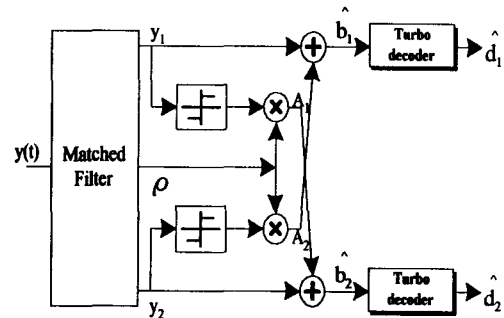 y1
b̂1
Turbo
decoder
d̂1
×
A1
y(t)
Matched
Filter
ρ
×
A2
y2
b̂2
Turbo
decoder
d̂2